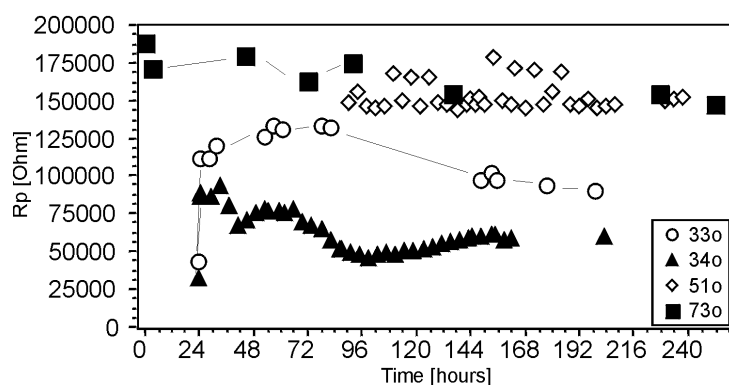 Rp [Ohm]
200000
175000
150000
125000
100000
75000
50000
25000
0
0 24 48 72 96 120 144 168 192 216 240
Time [hours]
33o
34o
51o
73o